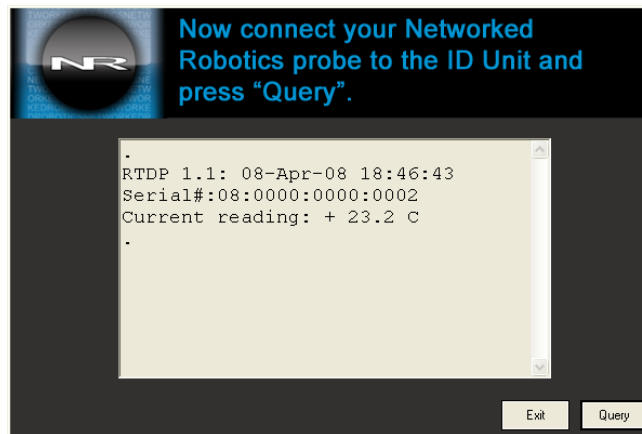 NR
Now connect your Networked
Robotics probe to the ID Unit and
press “Query”.
.
RTDP 1.1: 08-Apr-08 18:46:43
Serial#:08:0000:0000:0002
Current reading: + 23.2 C
.
Exit
Query